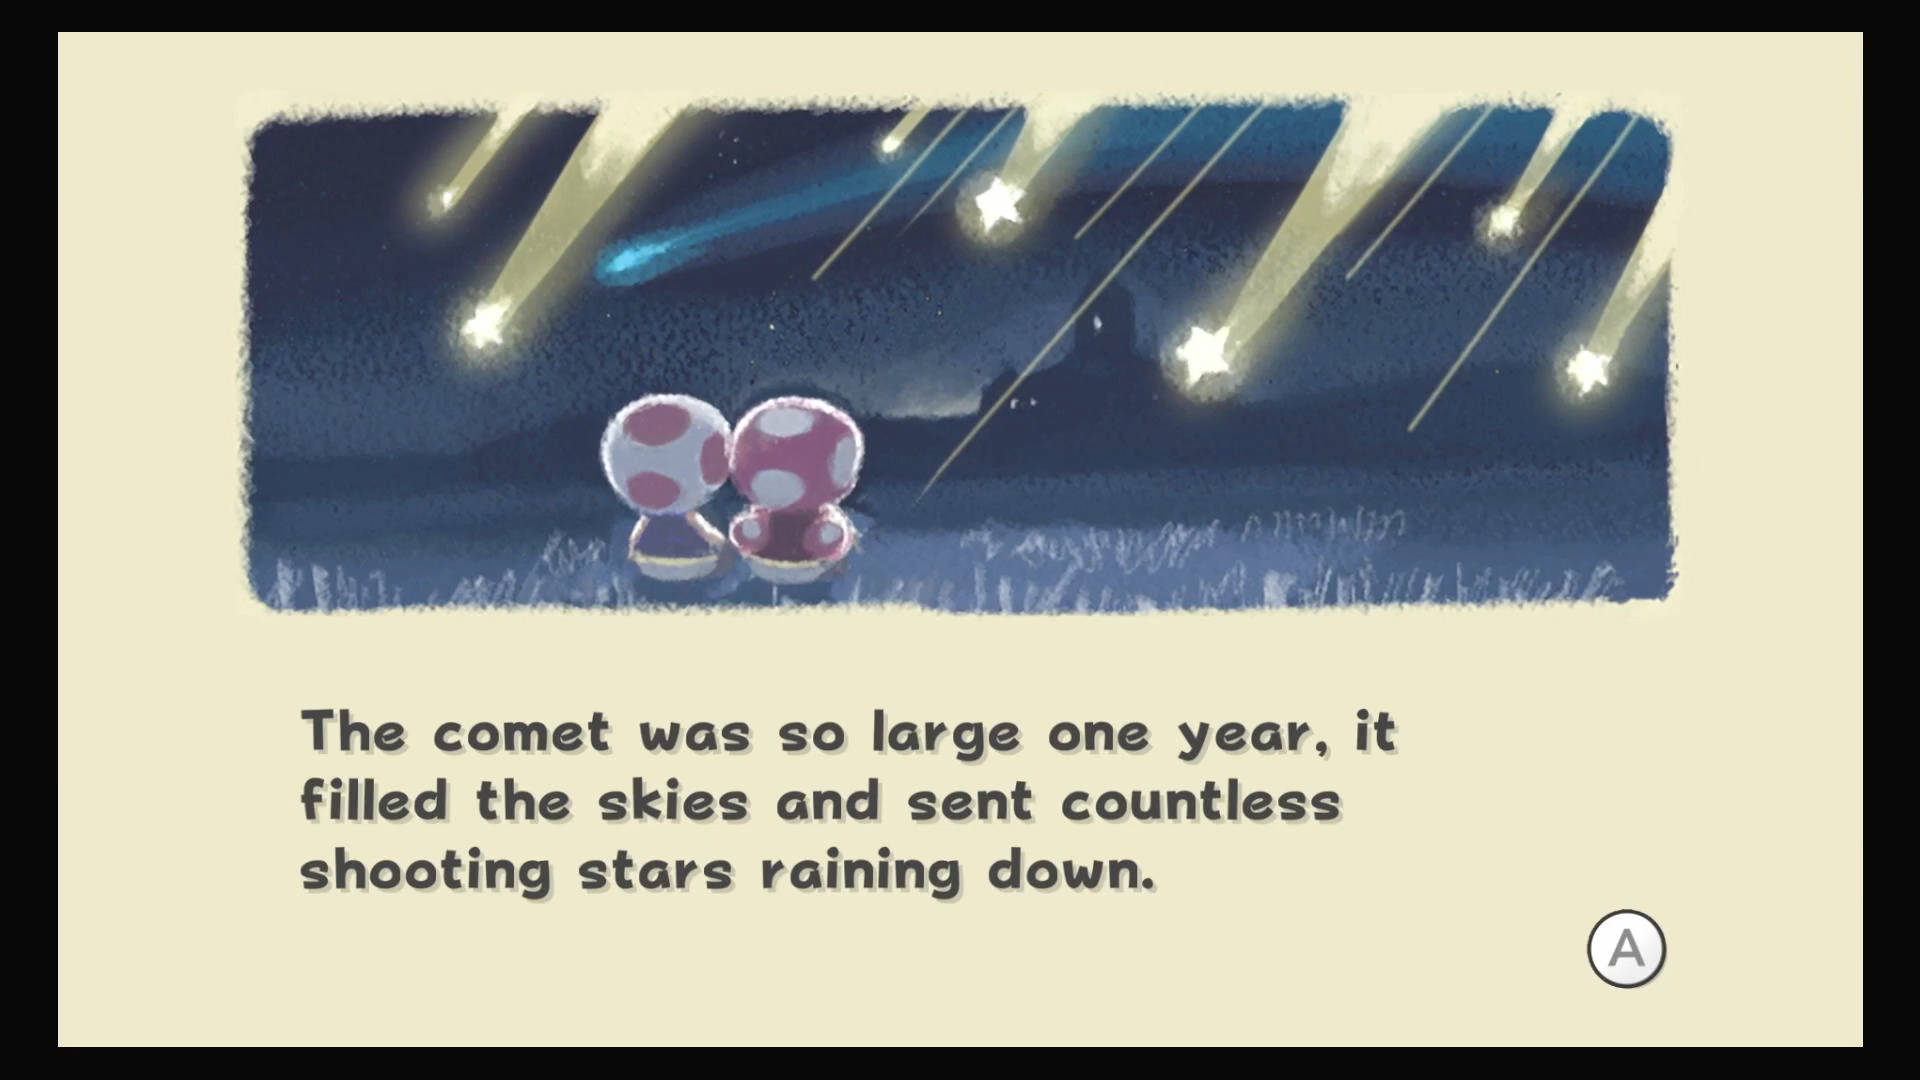 The comet was so large one year, it
filled the skies and sent countless
shooting stars raining down.
A